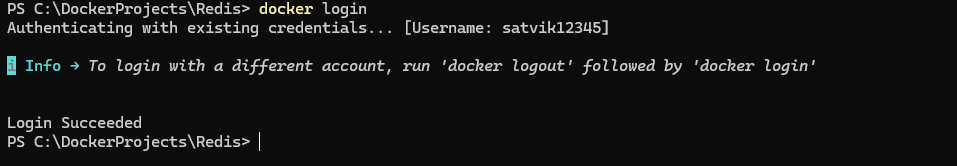 PS C:\DockerProjects\Redis> docker login
Authenticating with existing credentials... [Username: satvik12345]
i Info → To login with a different account, run 'docker logout' followed by 'docker login'
Login Succeeded
PS C:\DockerProjects\Redis>